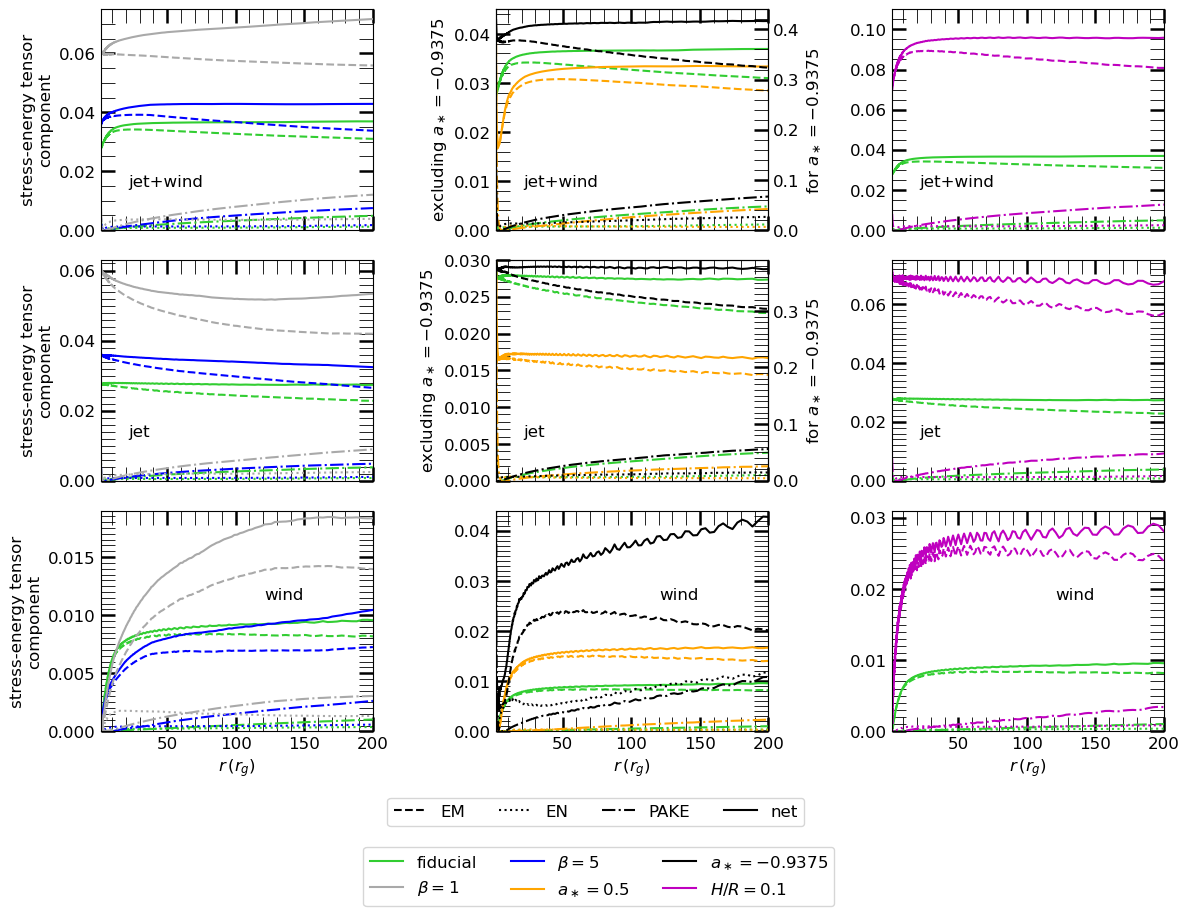 stress-energy tensor
component
0.06
0.04
0.02
0.00
jet+wind
excluding a* = −0.9375
0.04
0.03
0.02
0.01
0.00
jet+wind
0.4
0.3
0.2
0.1
0.0
for a* = −0.9375
0.10
0.08
0.06
0.04
0.02
0.00
jet+wind
stress-energy tensor
component
0.06
0.04
0.02
0.00
jet
excluding a* = −0.9375
0.030
0.025
0.020
0.015
0.010
0.005
0.000
jet
0.3
0.2
0.1
0.0
for a* = −0.9375
0.06
0.04
0.02
0.00
jet
stress-energy tensor
component
0.015
0.010
0.005
0.000
wind
50 100 150 200
r (rg)
0.04
0.03
0.02
0.01
0.00
wind
50 100 150 200
r (rg)
0.03
0.02
0.01
0.00
wind
50 100 150 200
r (rg)
EM EN PAKE net
fiducial β = 5 a* = −0.9375
β = 1 a* = 0.5 H/R = 0.1